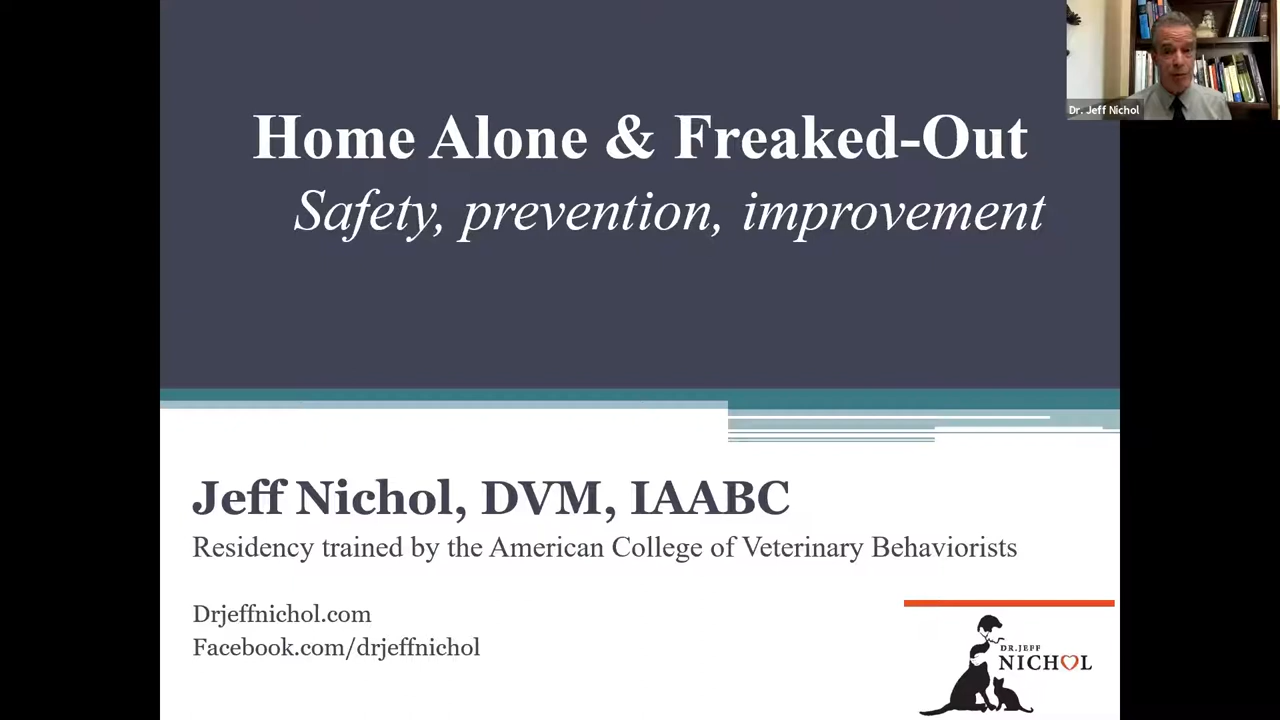 Home Alone & Freaked-Out
Safety, prevention, improvement
Dr. Jeff Nichol
Jeff Nichol, DVM, IAABC
Residency trained by the American College of Veterinary Behaviorists
Drjeffnichol.com
Facebook.com/drjeffnichol
DR.JEFF
NICHOL